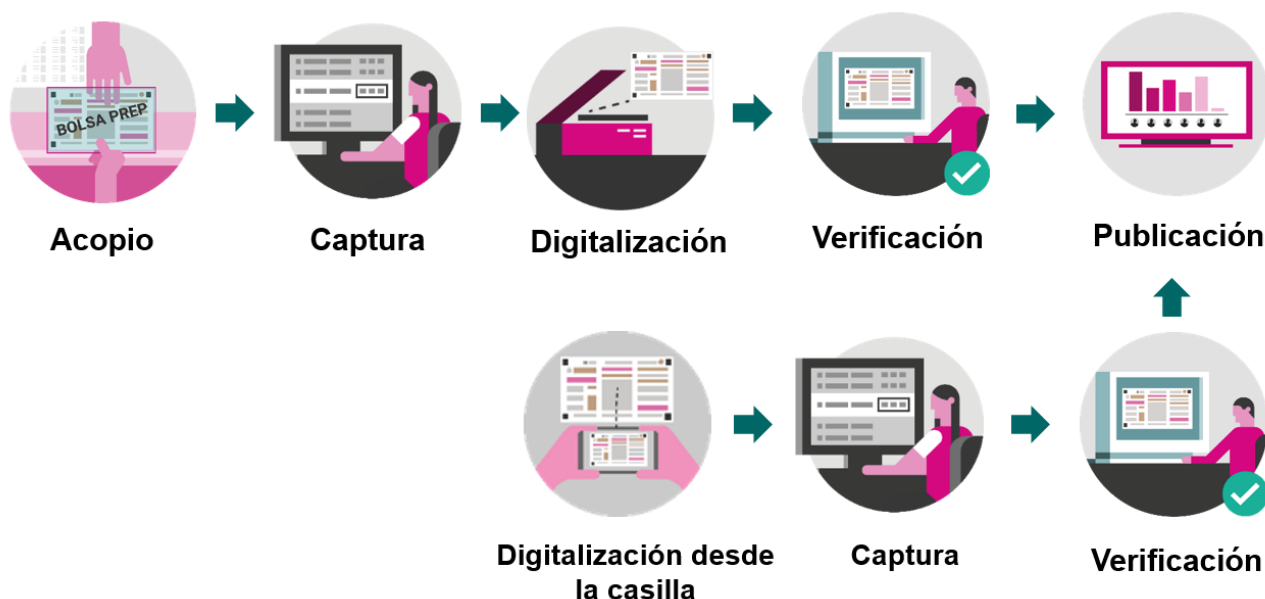 BOLSA PREP
Acopio
Captura
Digitalización
Verificación
Publicación
Digitalización desde
la casilla
Captura
Verificación